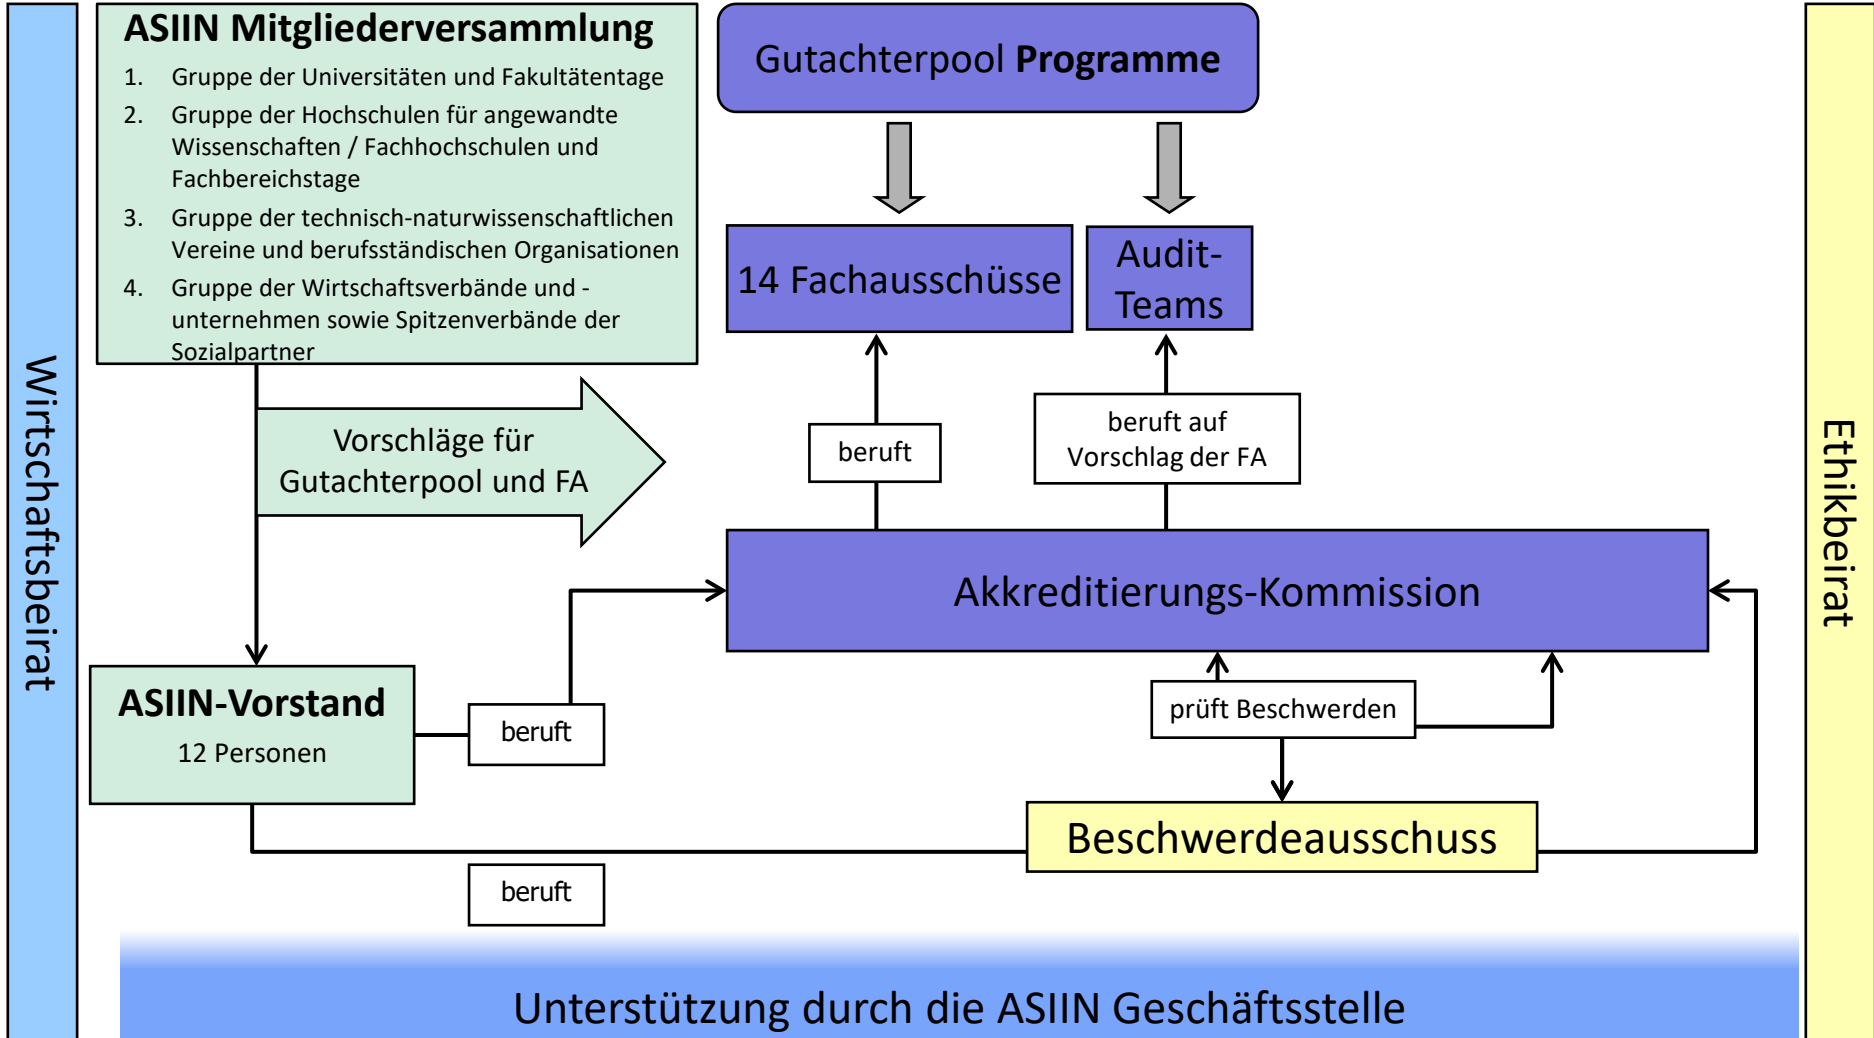 Wirtschaftsbeirat
ASIIN Mitgliederversammlung
1. Gruppe der Universitäten und Fakultätentage
2. Gruppe der Hochschulen für angewandte
Wissenschaften / Fachhochschulen und
Fachbereichstage
3. Gruppe der technisch-naturwissenschaftlichen
Vereine und berufsständischen Organisationen
4. Gruppe der Wirtschaftsverbände und -
unternehmen sowie Spitzenverbände der
Sozialpartner
Gutachterpool Programme
14 Fachausschüsse
Audit-
Teams
Vorschläge für
Gutachterpool und FA
beruft
beruft auf
Vorschlag der FA
Akkreditierungs-Kommission
ASIIN-Vorstand
12 Personen
beruft
prüft Beschwerden
Beschwerdeausschuss
beruft
Unterstützung durch die ASIIN Geschäftsstelle
Ethikbeirat